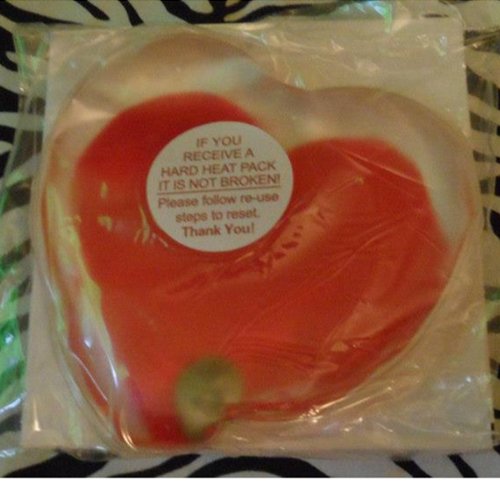 IF YOU
RECEIVE A
HARD HEAT PACK
IT IS NOT BROKEN!
Please follow re-use
steps to reset.
Thank You!